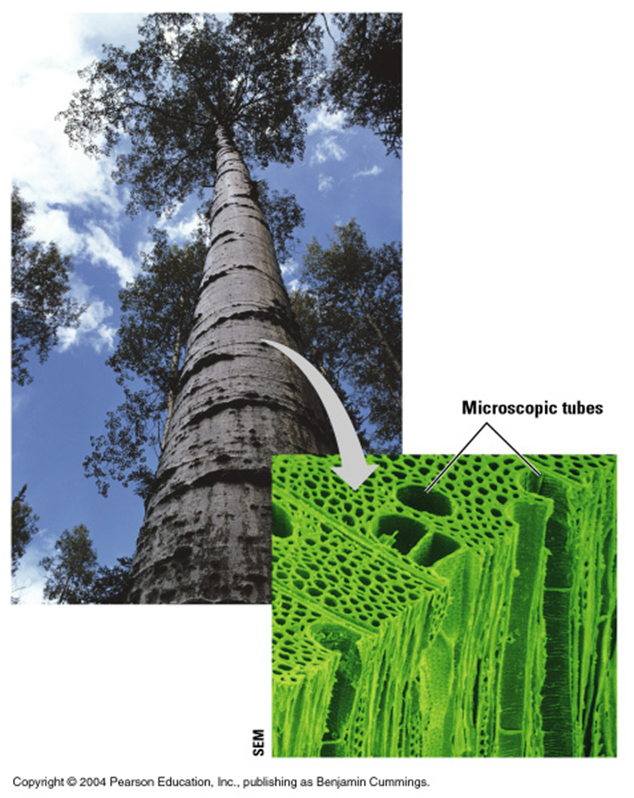 Microscopic tubes
SEM
Copyright © 2004 Pearson Education, Inc., publishing as Benjamin Cummings.